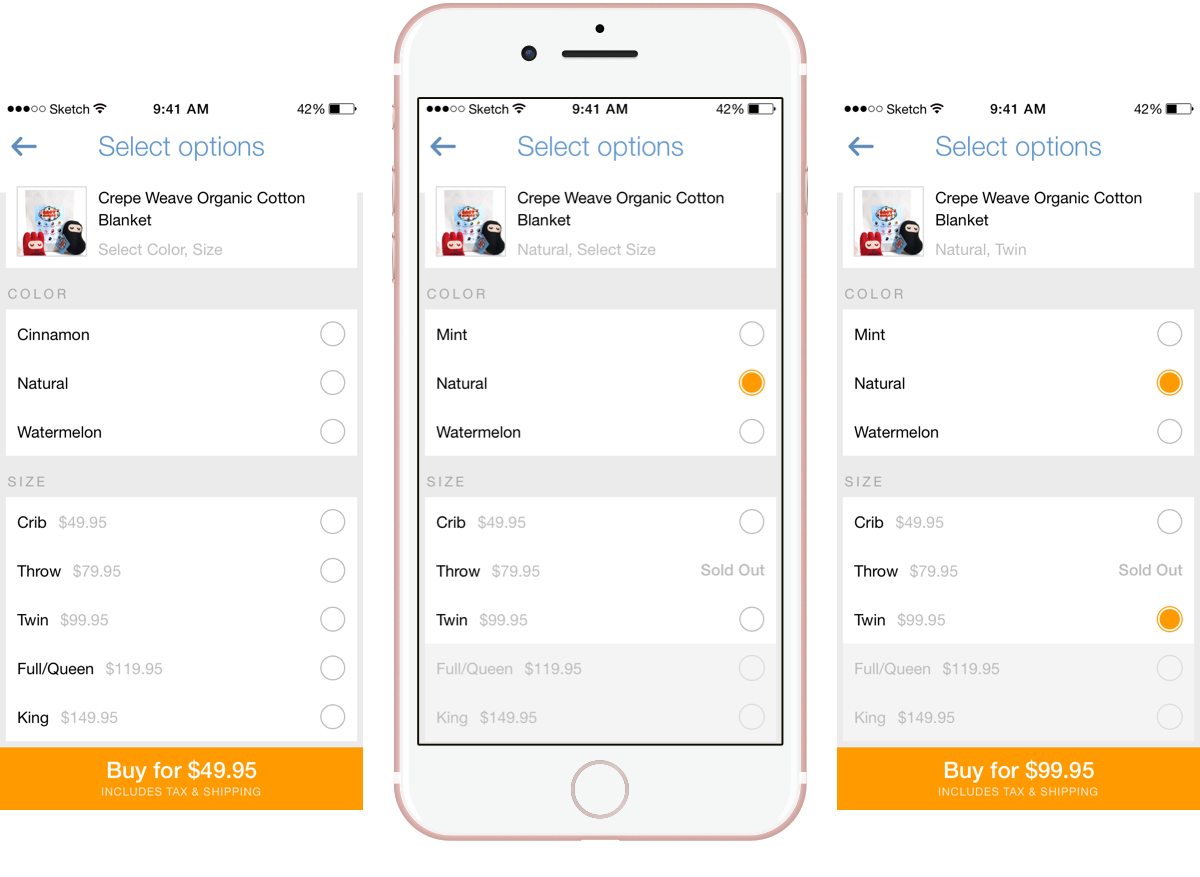 Sketch 9:41 AM 42%
Select options
Crepe Weave Organic Cotton
Blanket
Select Color, Size
COLOR
Cinnamon
Natural
Watermelon
SIZE
Crib $49.95
Throw $79.95
Twin $99.95
Full/Queen $119.95
King $149.95
Buy for $49.95
INCLUDES TAX & SHIPPING
Sketch 9:41 AM 42%
Select options
Crepe Weave Organic Cotton
Blanket
Natural, Select Size
COLOR
Mint
Natural
Watermelon
SIZE
Crib $49.95
Throw $79.95 Sold Out
Twin $99.95
Full/Queen $119.95
King $149.95
Sketch 9:41 AM 42%
Select options
Crepe Weave Organic Cotton
Blanket
Natural, Twin
COLOR
Mint
Natural
Watermelon
SIZE
Crib $49.95
Throw $79.95 Sold Out
Twin $99.95
Full/Queen $119.95
King $149.95
Buy for $99.95
INCLUDES TAX & SHIPPING